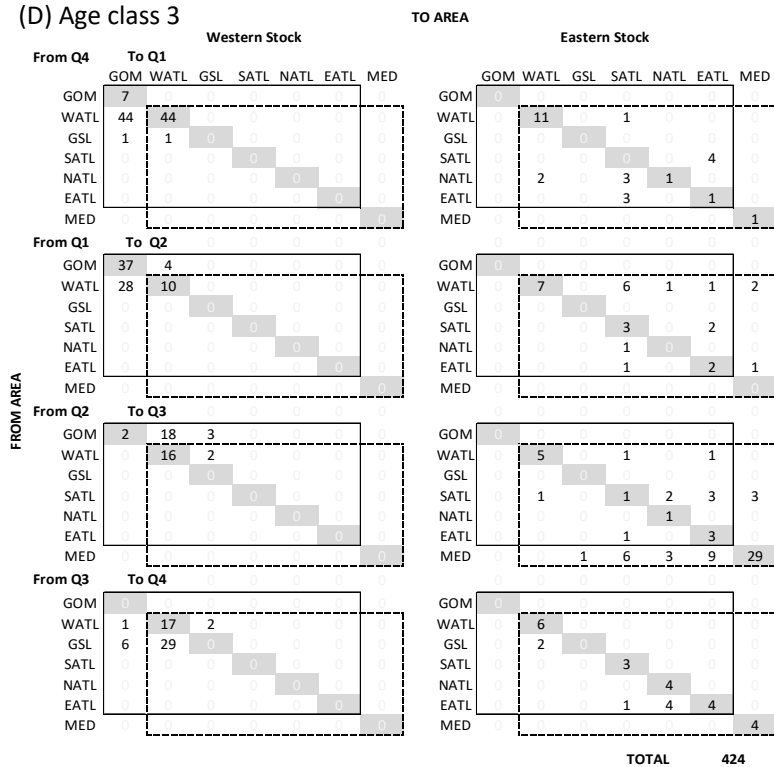 (D) Age class 3
TO AREA
Western Stock Eastern Stock
From Q4 To Q1
GOM WATL GSL SATL NATL EATL MED GOM WATL GSL SATL NATL EATL MED
GOM 7 0 0 0 0 0 0 GOM 0 0 0 0 0 0 0
WATL 44 44 0 0 0 0 0 WATL 0 11 0 1 0 0 0
GSL 1 1 0 0 0 0 0 GSL 0 0 0 0 0 0 0
SATL 0 0 0 0 0 0 0 SATL 0 0 0 0 0 4 0
NATL 0 0 0 0 0 0 0 NATL 0 2 0 3 1 0 0
EATL 0 0 0 0 0 0 0 EATL 0 0 0 3 0 1 0
MED 0 0 0 0 0 0 0 MED 0 0 0 0 0 0 1
From Q1 To Q2
GOM 37 4 0 0 0 0 0 GOM 0 0 0 0 0 0 0
WATL 28 10 0 0 0 0 0 WATL 0 7 0 6 1 1 2
GSL 0 0 0 0 0 0 0 GSL 0 0 0 0 0 0 0
SATL 0 0 0 0 0 0 0 SATL 0 0 0 3 0 2 0
NATL 0 0 0 0 0 0 0 NATL 0 0 0 1 0 0 0
EATL 0 0 0 0 0 0 0 EATL 0 0 0 1 0 2 1
MED 0 0 0 0 0 0 0 MED 0 0 0 0 0 0 0
FROM AREA
From Q2 To Q3
GOM 2 18 3 0 0 0 0 GOM 0 0 0 0 0 0 0
WATL 0 16 2 0 0 0 0 WATL 0 5 0 1 0 1 0
GSL 0 0 0 0 0 0 0 GSL 0 0 0 0 0 0 0
SATL 0 0 0 0 0 0 0 SATL 0 1 0 1 2 3 3
NATL 0 0 0 0 0 0 0 NATL 0 0 0 0 1 0 0
EATL 0 0 0 0 0 0 0 EATL 0 0 0 1 0 3 0
MED 0 0 0 0 0 0 0 MED 0 0 1 6 3 9 29
From Q3 To Q4
GOM 0 0 0 0 0 0 0 GOM 0 0 0 0 0 0 0
WATL 1 17 2 0 0 0 0 WATL 0 6 0 0 0 0 0
GSL 6 29 0 0 0 0 0 GSL 0 2 0 0 0 0 0
SATL 0 0 0 0 0 0 0 SATL 0 0 0 3 0 0 0
NATL 0 0 0 0 0 0 0 NATL 0 0 0 0 4 0 0
EATL 0 0 0 0 0 0 0 EATL 0 0 0 1 4 4 0
MED 0 0 0 0 0 0 0 MED 0 0 0 0 0 0 4
TOTAL 424